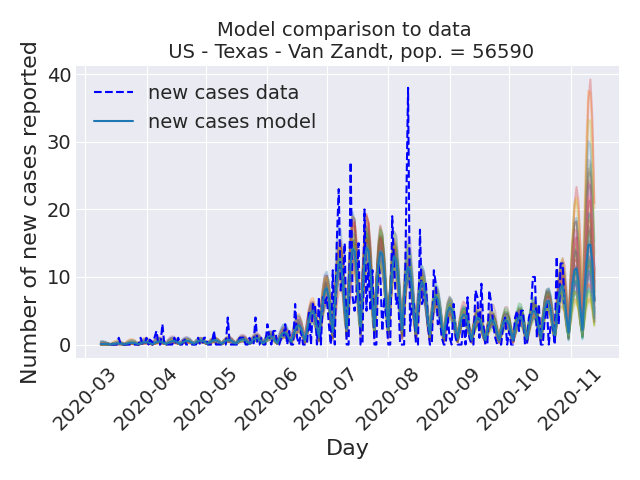 Model comparison to data
US - Texas - Van Zandt, pop. = 56590
Number of new cases reported
40
30
20
10
0
new cases data
new cases model
2020-03
2020-04
2020-05
2020-06
2020-07
2020-08
2020-09
2020-10
2020-11
Day